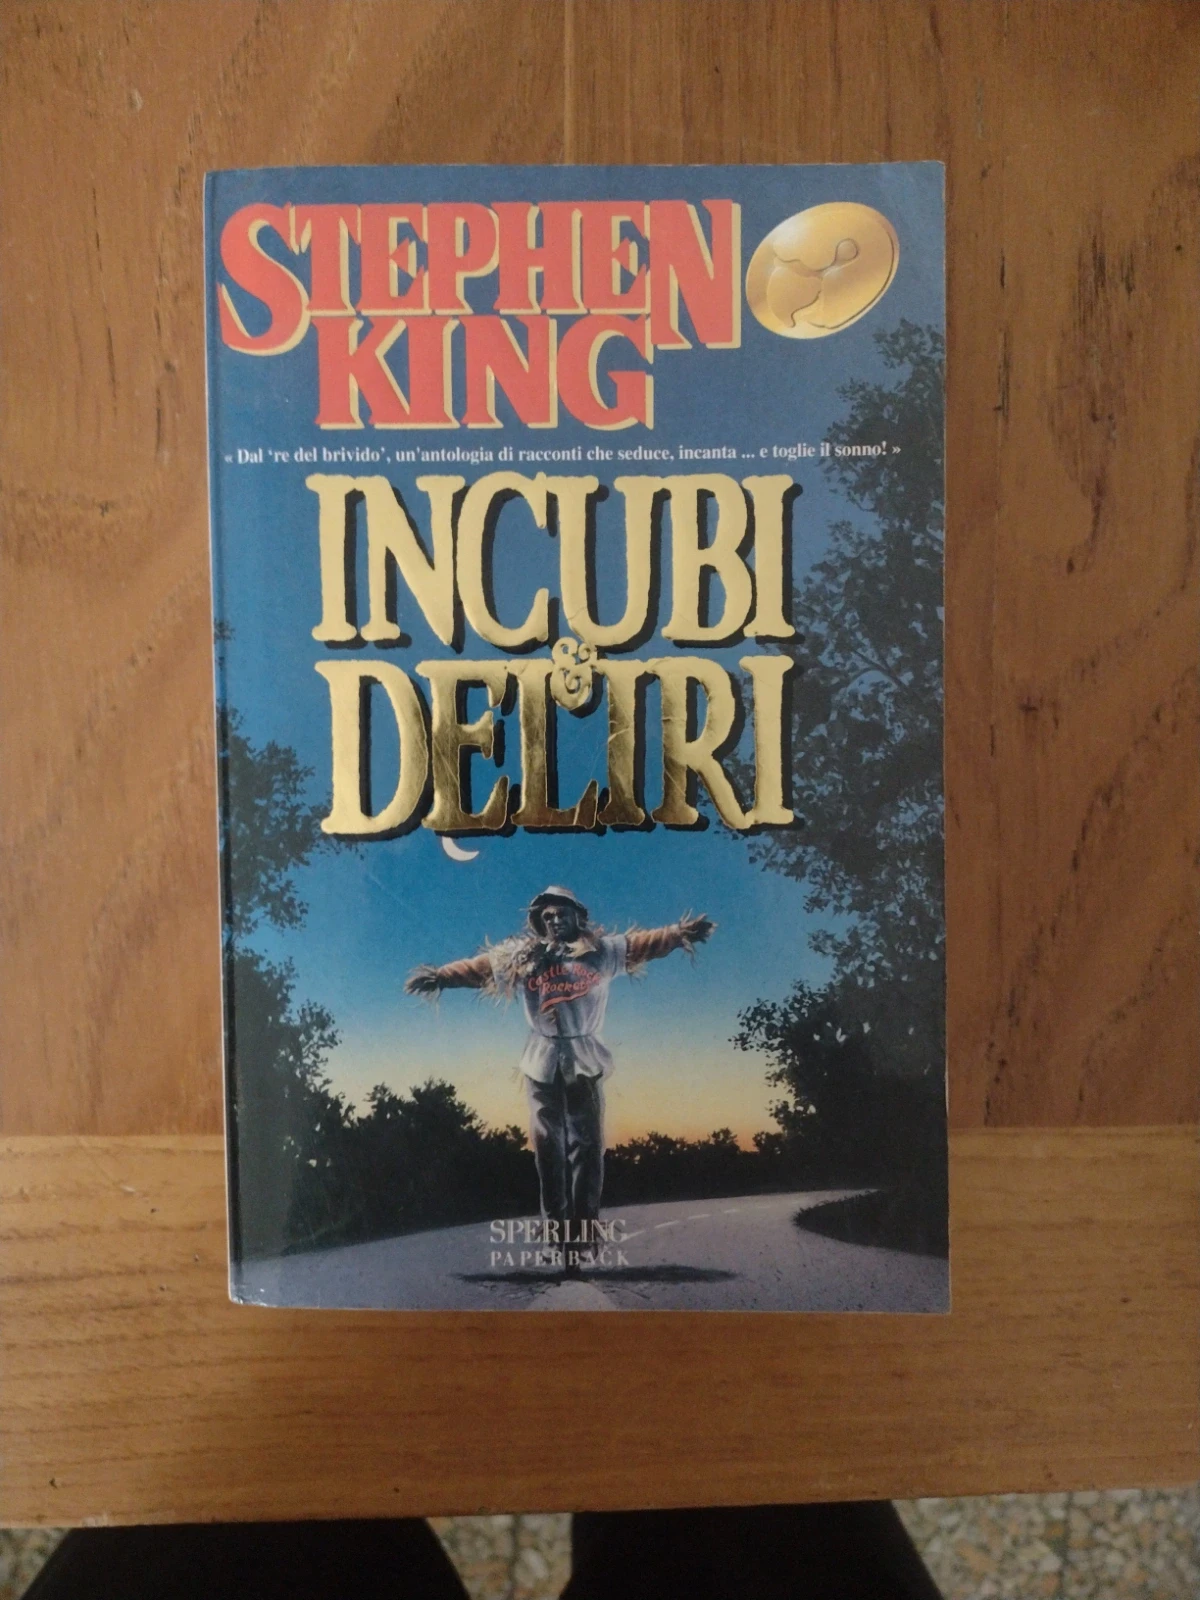 STEPHEN
KING
« Dal ‘re del brivido’, un'antologia di racconti che seduce, incanta ... e toglie il sonno! »
INCUBI
&
DELIRI
Castle Rock
Rockets
SPERLING
PAPERBACK